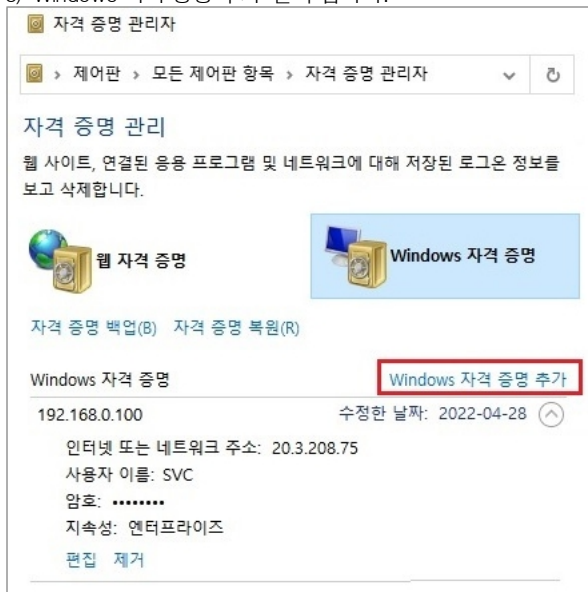 자격 증명 관리자
제어판 › 모든 제어판 항목 › 자격 증명 관리자
자격 증명 관리
웹 사이트, 연결된 응용 프로그램 및 네트워크에 대해 저장된 로그온 정보를
보고 삭제합니다.
웹 자격 증명
Windows 자격 증명
자격 증명 백업(B) 자격 증명 복원(R)
Windows 자격 증명 Windows 자격 증명 추가
192.168.0.100 수정한 날짜: 2022-04-28
인터넷 또는 네트워크 주소: 20.3.208.75
사용자 이름: SVC
암호: ••••••••
지속성: 엔터프라이즈
편집 제거